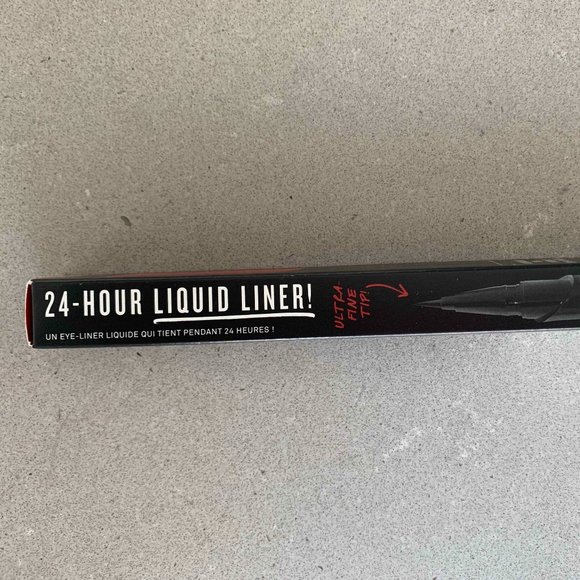 24-HOUR LIQUID LINER!
UN EYE-LINER LIQUIDE QUI TIENT PENDANT 24 HEURES !
ULTRA-
FINE
TIP!